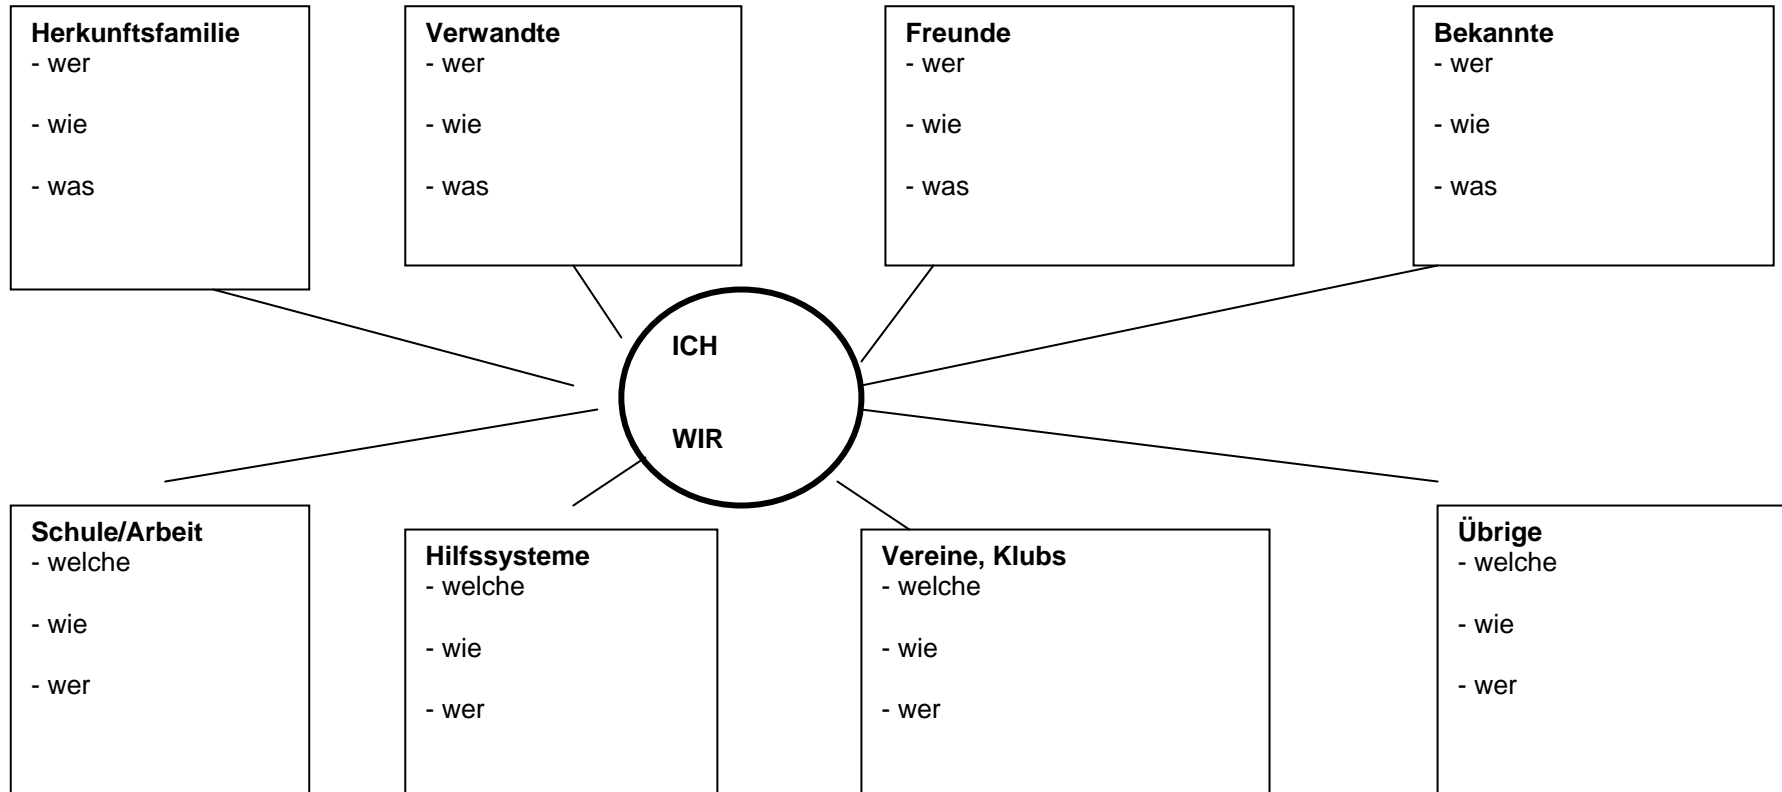 Herkunftsfamilie
- wer
- wie
- was
Verwandte
- wer
- wie
- was
Freunde
- wer
- wie
- was
Bekannte
- wer
- wie
- was
ICH
WIR
Schule/Arbeit
- welche
- wie
- wer
Hilfssysteme
- welche
- wie
- wer
Vereine, Klubs
- welche
- wie
- wer
Übrige
- welche
- wie
- wer